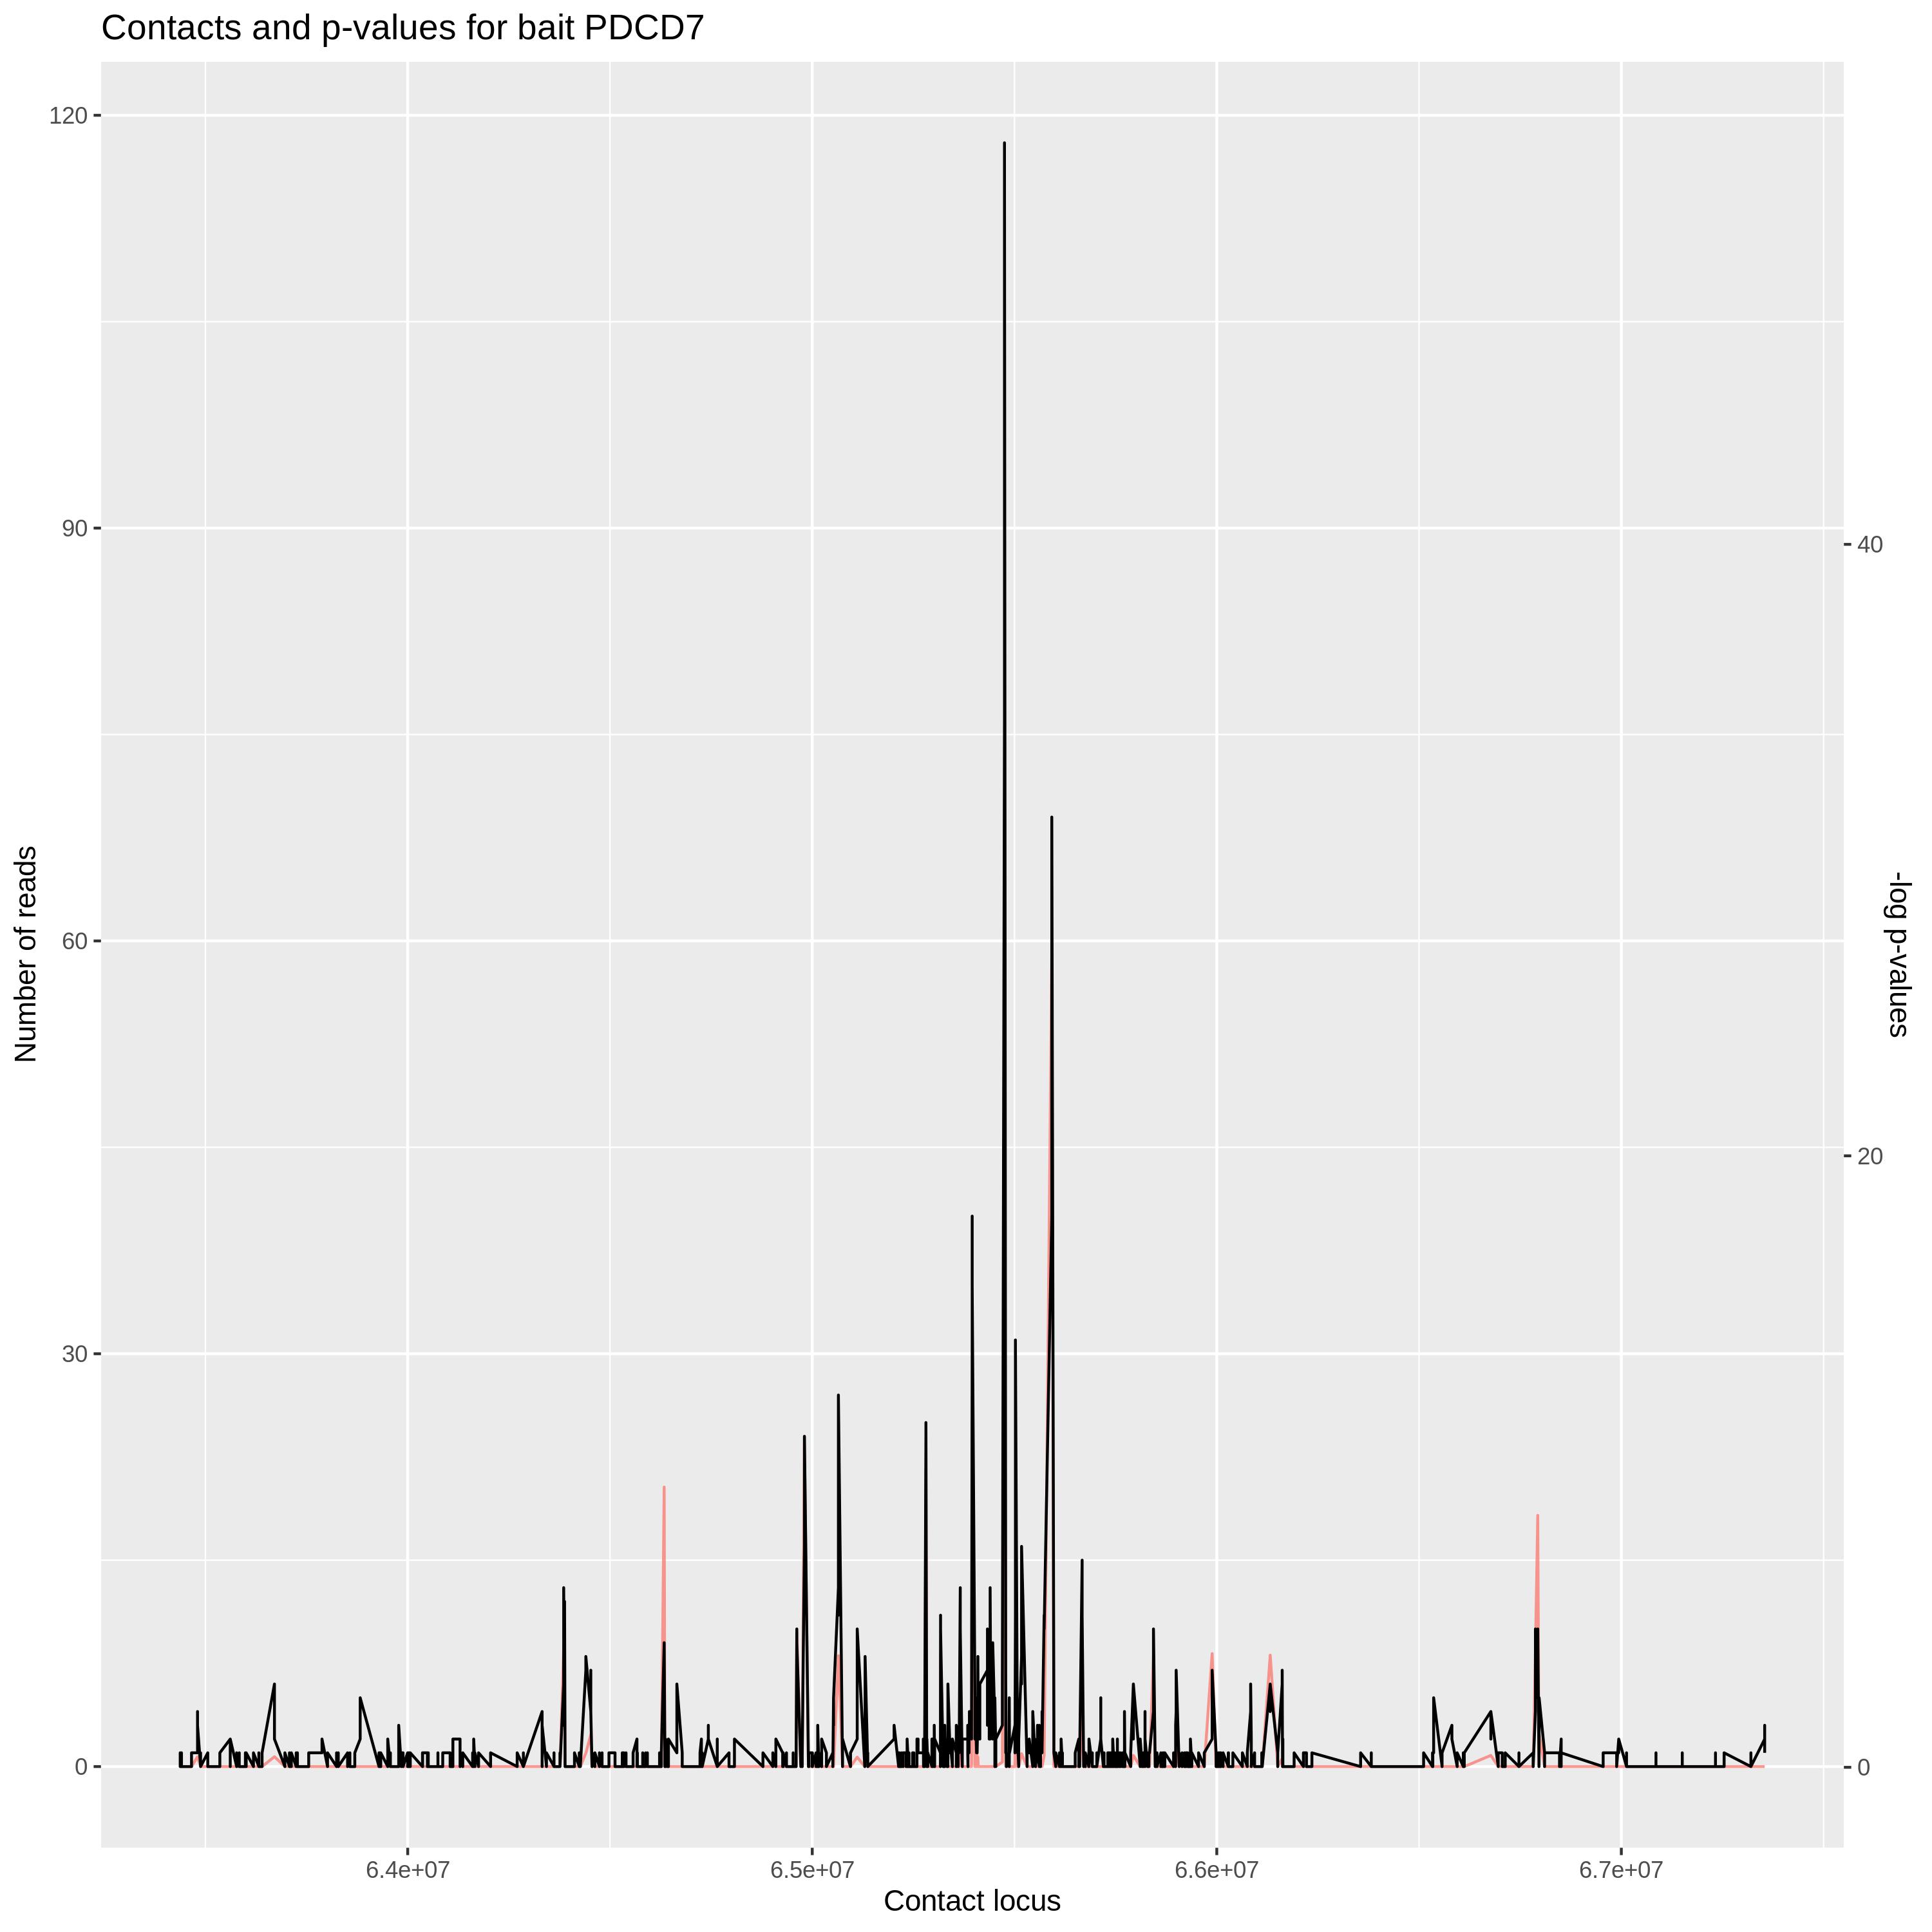 Contacts and p-values for bait PDCD7
120
90
60
30
0
Number of reads
40
20
0
-log p-values
6.4e+07
6.5e+07
6.6e+07
6.7e+07
Contact locus